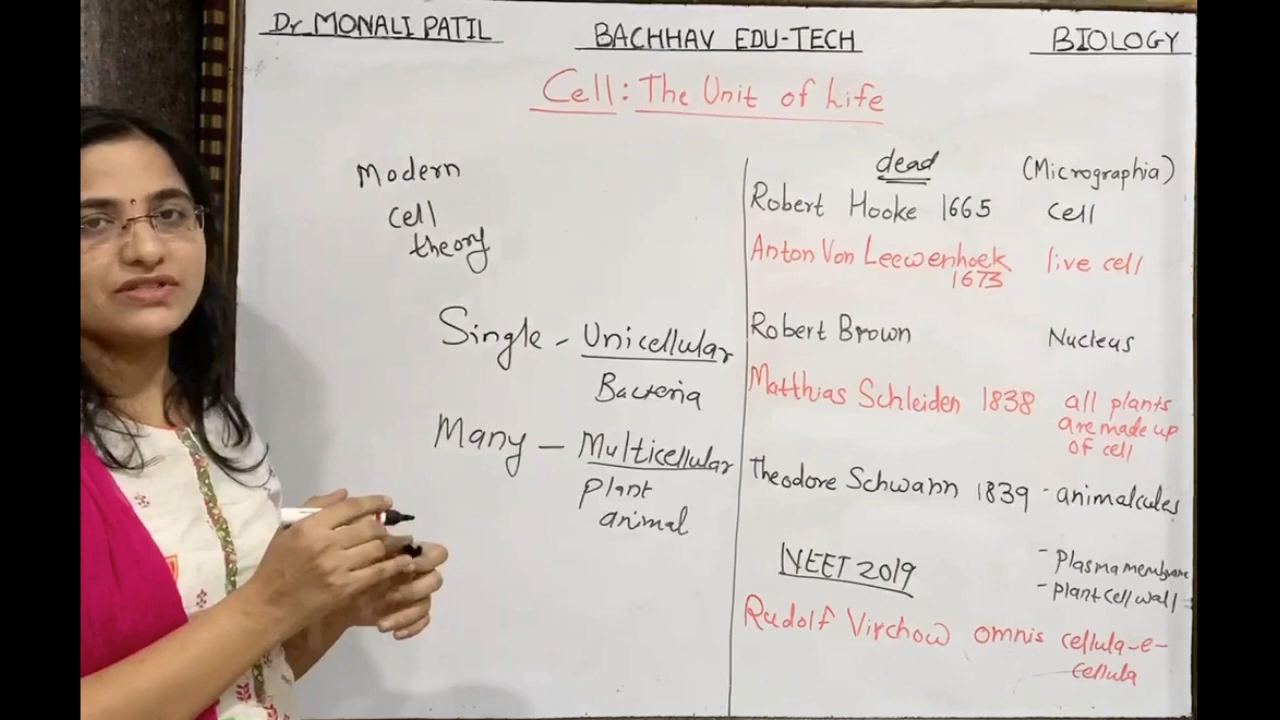 Dr. MONALI PATIL
BACHHAV EDU-TECH
BIOLOGY
Cell: The Unit of Life
Modern
cell
theory
Single - Unicellular
Bacteria
Many - Multicellular
Plant
animal
dead
(Micrographia)
Robert Hooke 1665 cell
Anton Von Leewenhoek live cell
1673
Robert Brown Nucleus
Matthias Schleiden 1838 all plants
are made up
of cell
Theodore Schwann 1839 - animalcules
NEET 2019
- Plasma membrane
- Plant cell wall =
Rudolf Virchow omnis cellula-e-
cellula